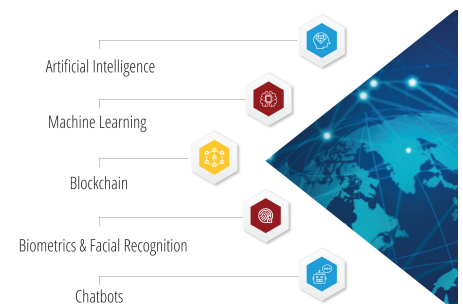 Artificial Intelligence
Machine Learning
Blockchain
Biometrics & Facial Recognition
Chatbots